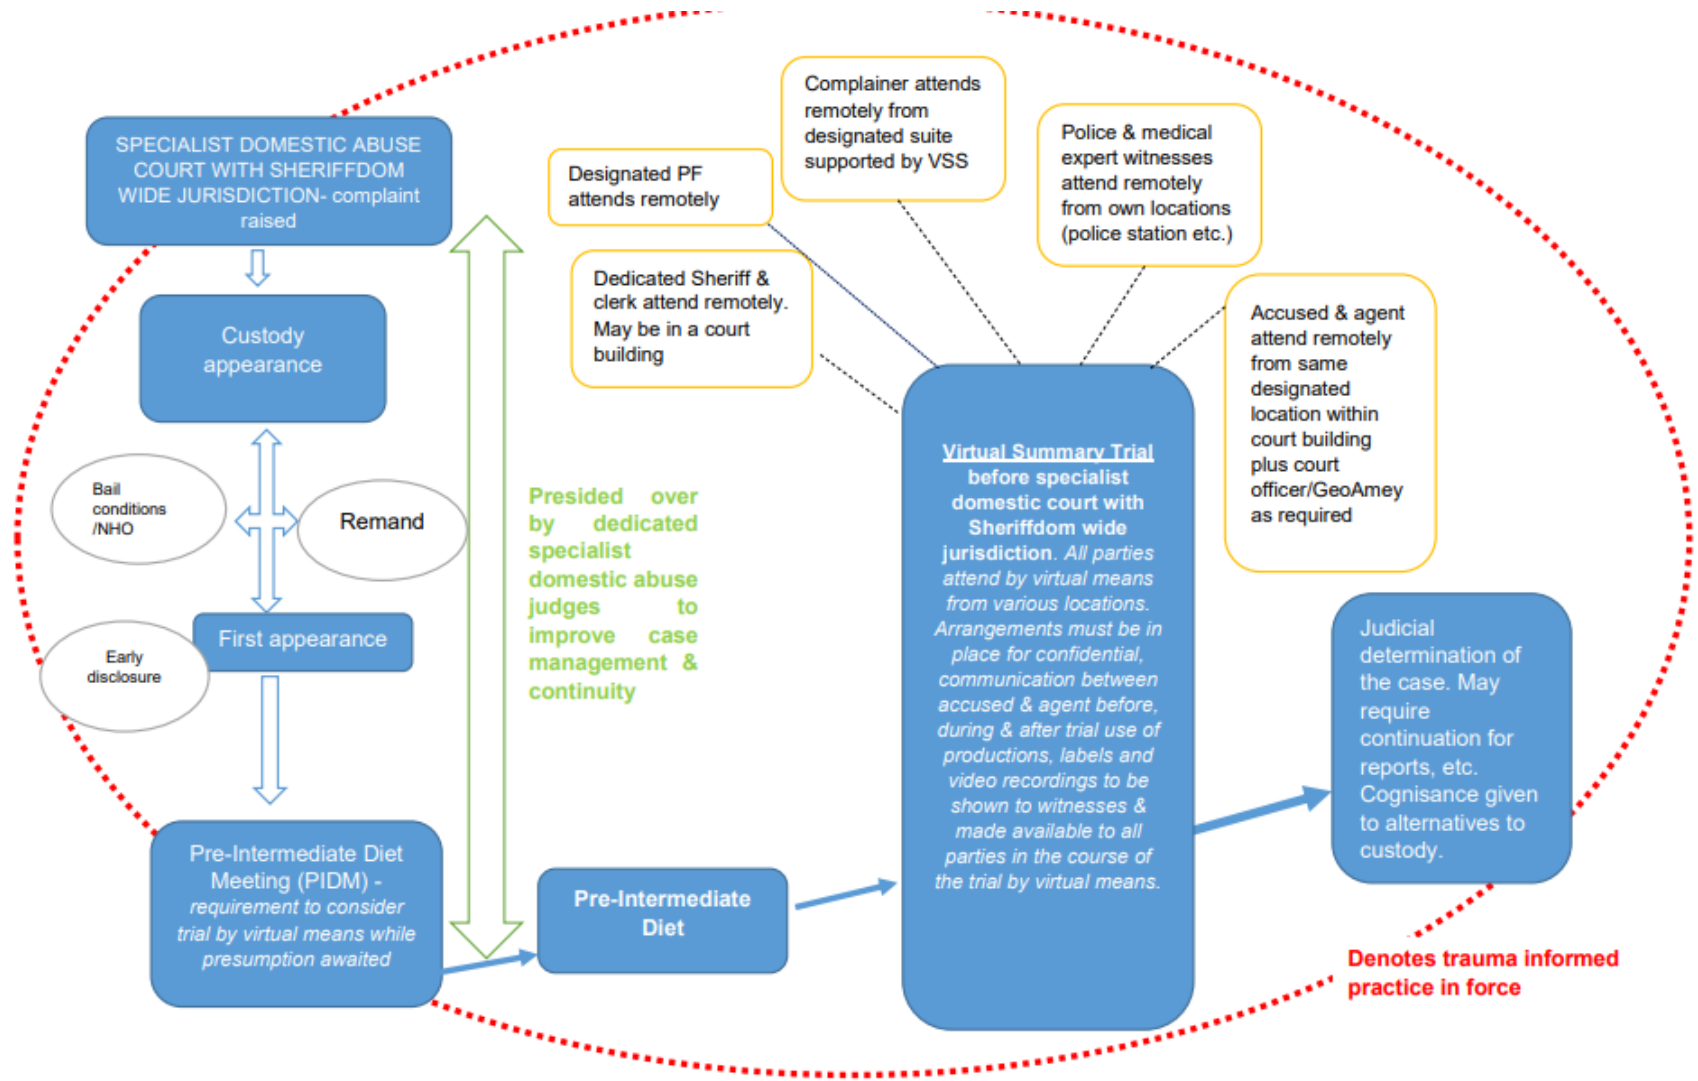 SPECIALIST DOMESTIC ABUSE
COURT WITH SHERIFFDOM
WIDE JURISDICTION- complaint
raised
Custody
appearance
Bail
conditions
/NHO
Remand
First appearance
Early
disclosure
Pre-Intermediate Diet
Meeting (PIDM) -
requirement to consider
trial by virtual means while
presumption awaited
Presided over
by dedicated
specialist
domestic abuse
judges to
improve case
management &
continuity
Pre-Intermediate
Diet
Designated PF
attends remotely
Dedicated Sheriff &
clerk attend remotely.
May be in a court
building
Complainer attends
remotely from
designated suite
supported by VSS
Police & medical
expert witnesses
attend remotely
from own locations
(police station etc.)
Accused & agent
attend remotely
from same
designated
location within
court building
plus court
officer/GeoAmey
as required
Virtual Summary Trial
before specialist
domestic court with
Sheriffdom wide
jurisdiction. All parties
attend by virtual means
from various locations.
Arrangements must be in
place for confidential,
communication between
accused & agent before,
during & after trial use of
productions, labels and
video recordings to be
shown to witnesses &
made available to all
parties in the course of
the trial by virtual means.
Judicial
determination of
the case. May
require
continuation for
reports, etc.
Cognisance given
to alternatives to
custody.
Denotes trauma informed
practice in force